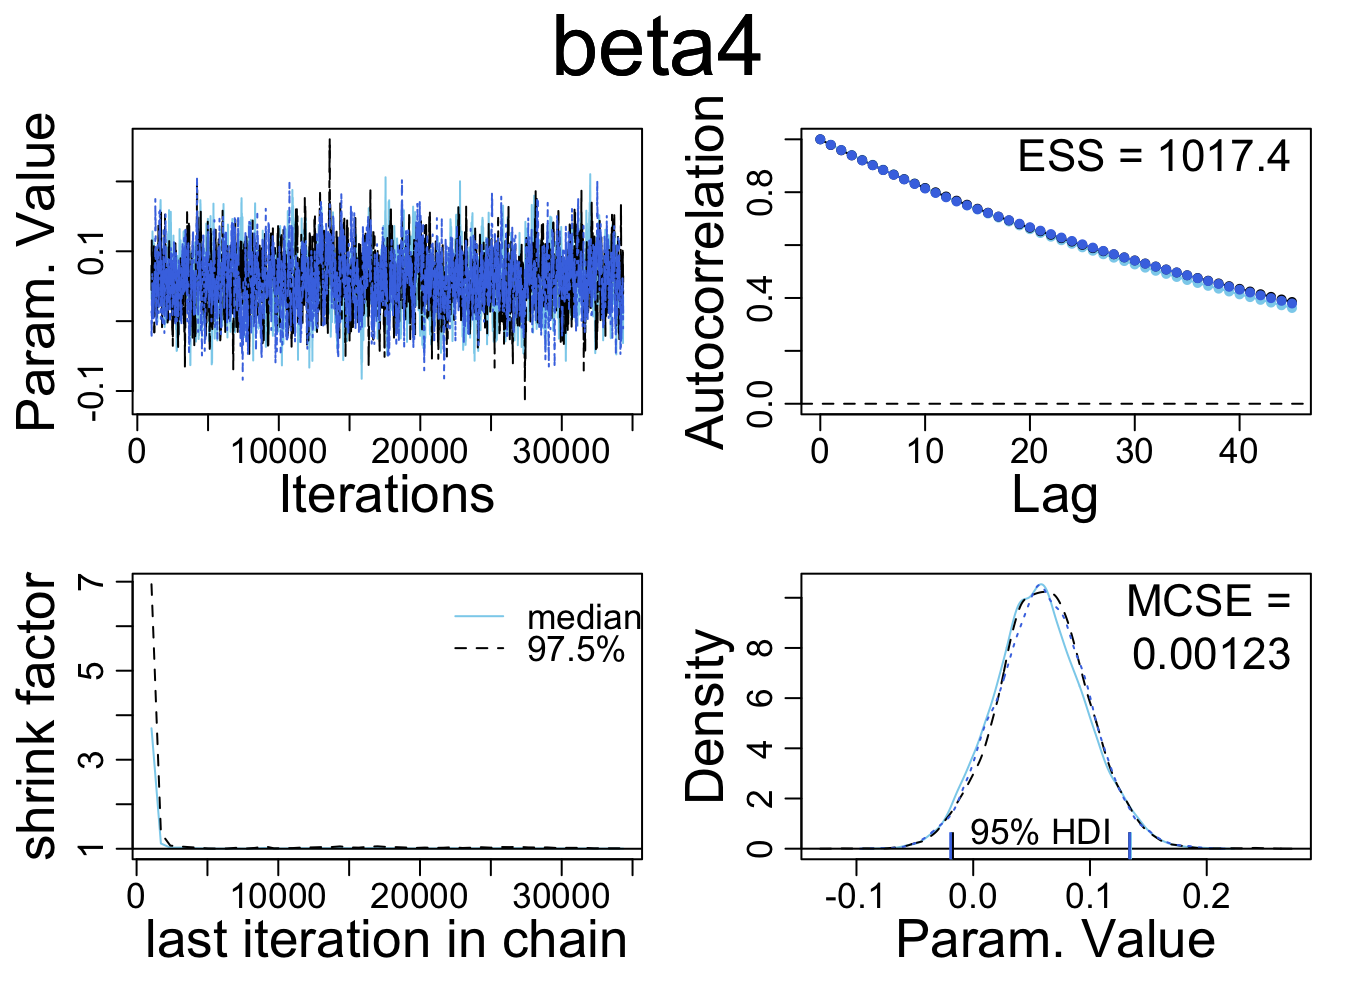 beta4
Param. Value
0.1
-0.1
0
10000
20000
30000
Iterations
Autocorrelation
0.8
0.4
0.0
ESS = 1017.4
0
10
20
30
40
Lag
shrink factor
7
5
3
1
median
97.5%
0
10000
20000
30000
last iteration in chain
Density
8
6
4
2
0
MCSE =
0.00123
95% HDI
-0.1
0.0
0.1
0.2
Param. Value